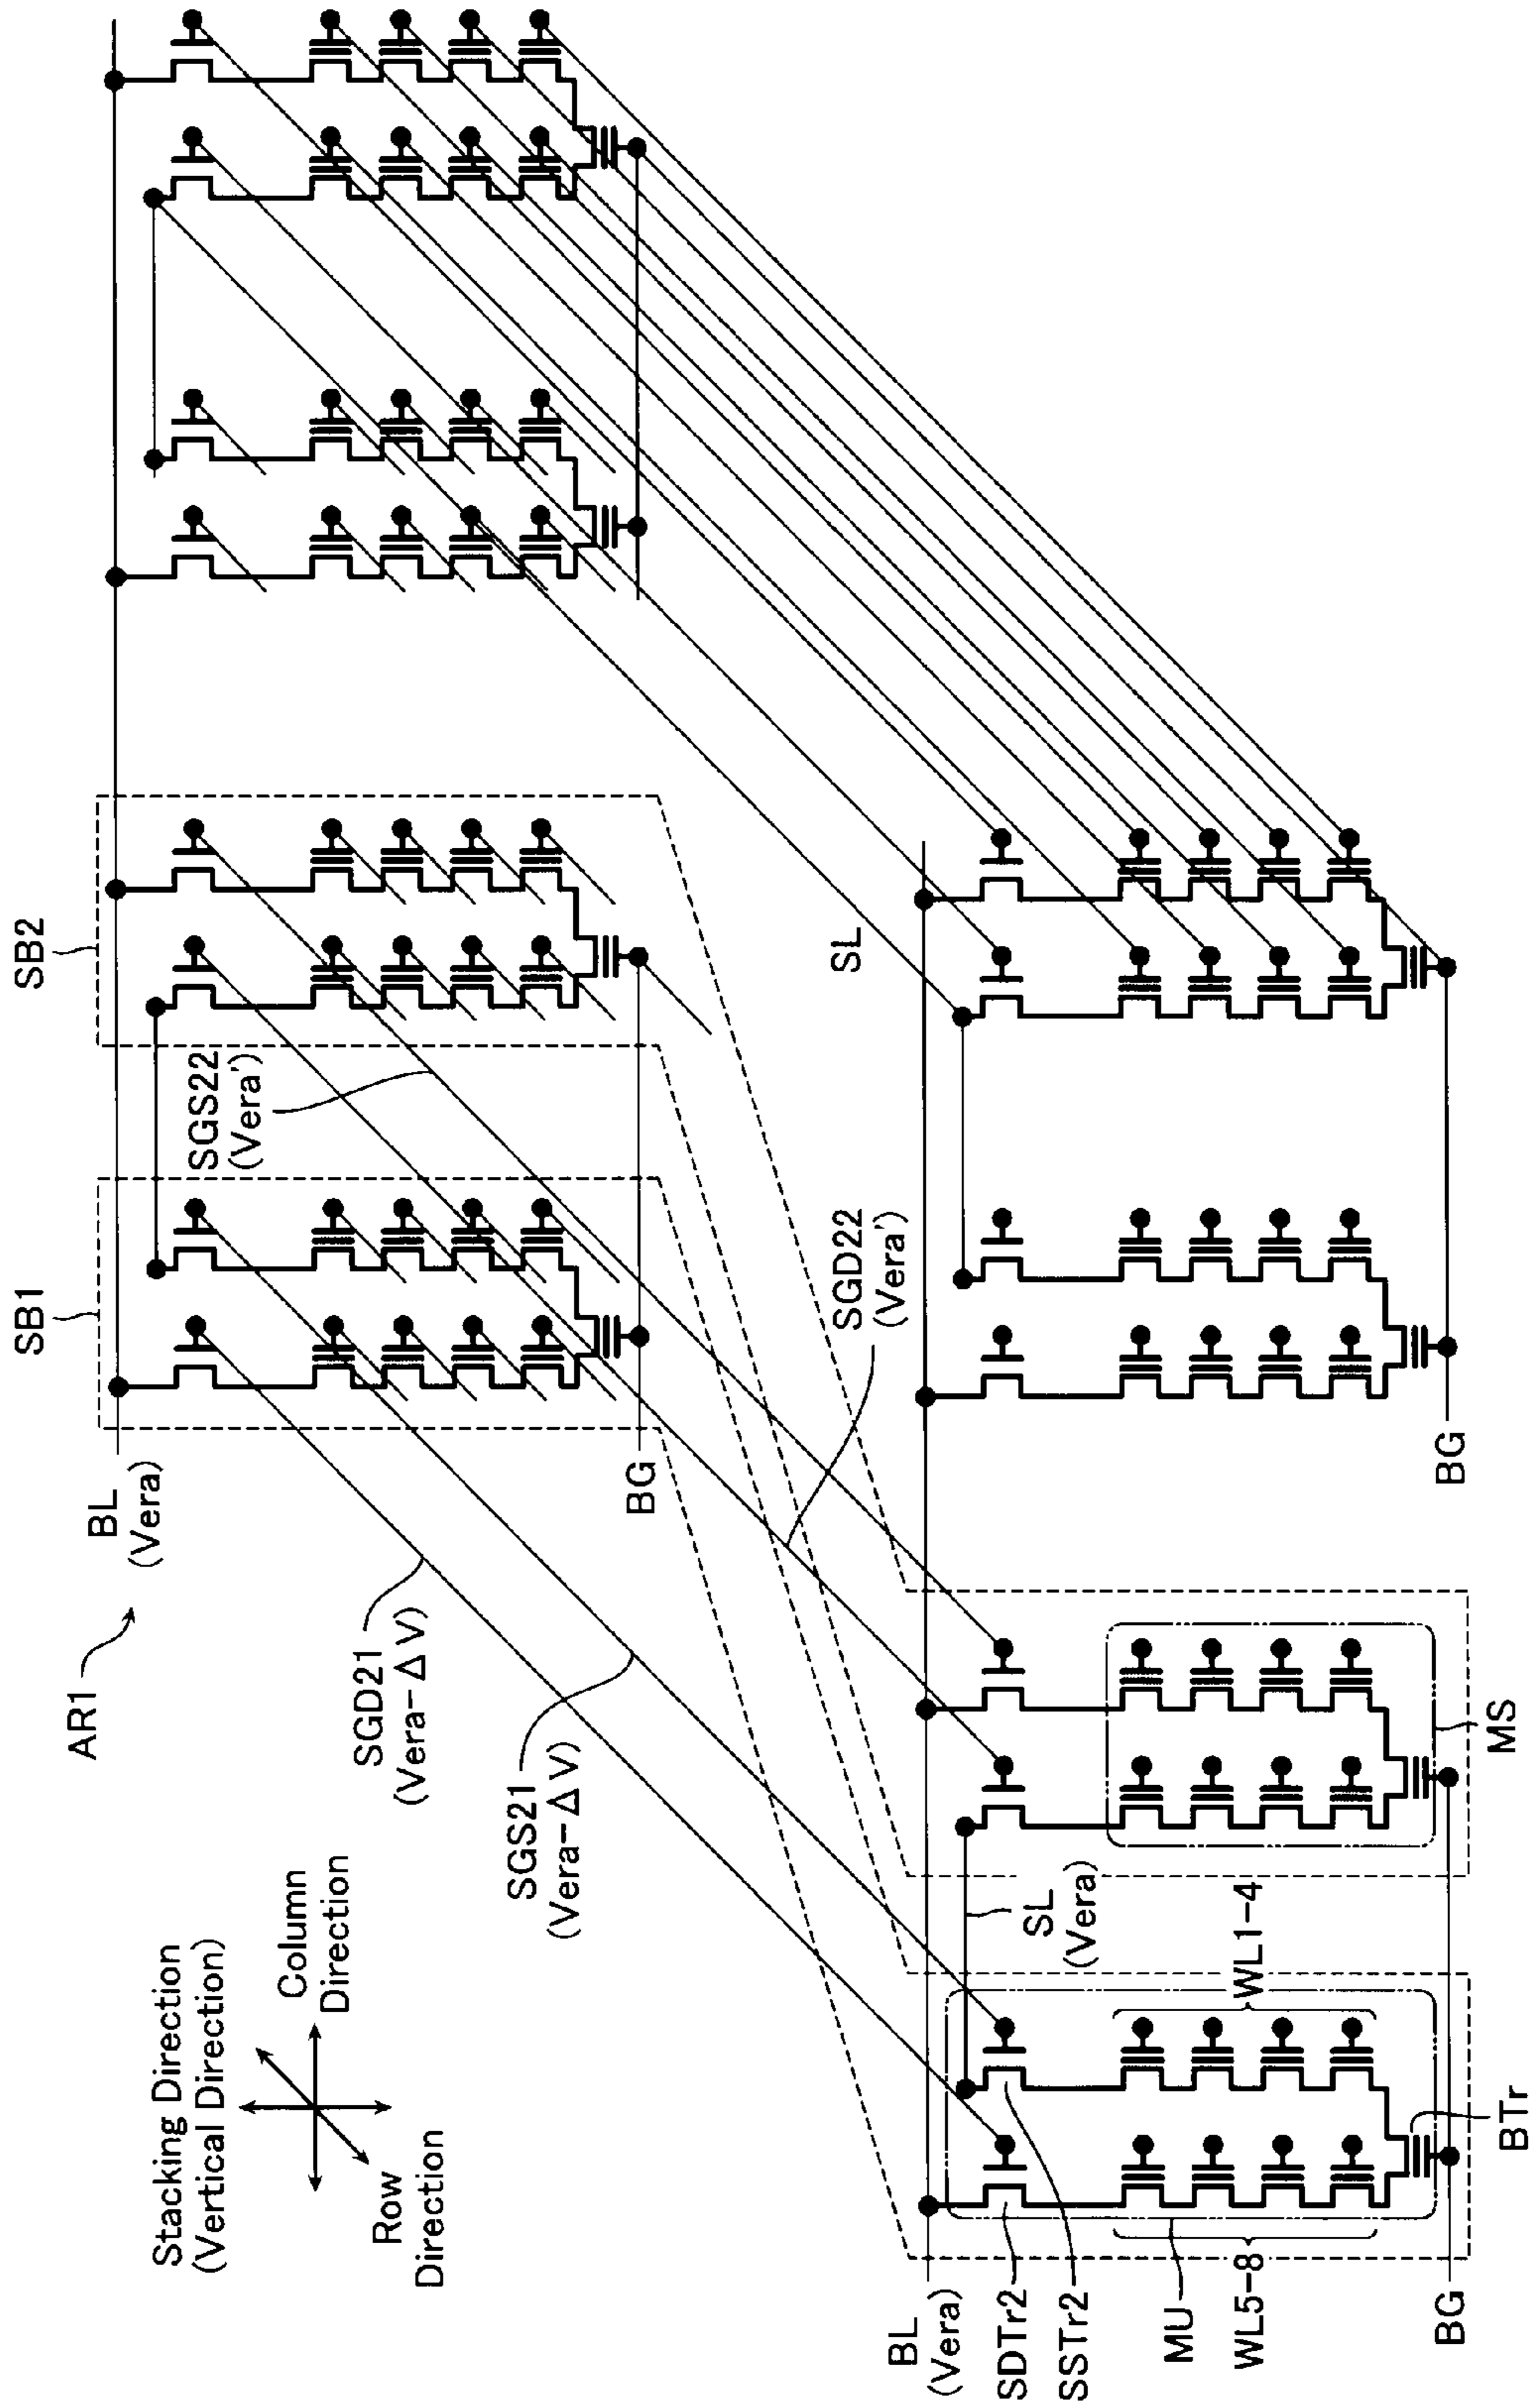 Stacking Direction
(Vertical Direction)
Column
Direction
Row
Direction
AR1
BL
(Vera)
SB1
SB2
SGS22
(Vera')
SGD21
(Vera-ΔV)
SGS21
(Vera-ΔV)
BG
SGD22
(Vera')
SL
BL
(Vera)
SDTr2
SSTr2
MU
WL5-8
BG
SL
(Vera)
WL1-4
BTr
MS
BG